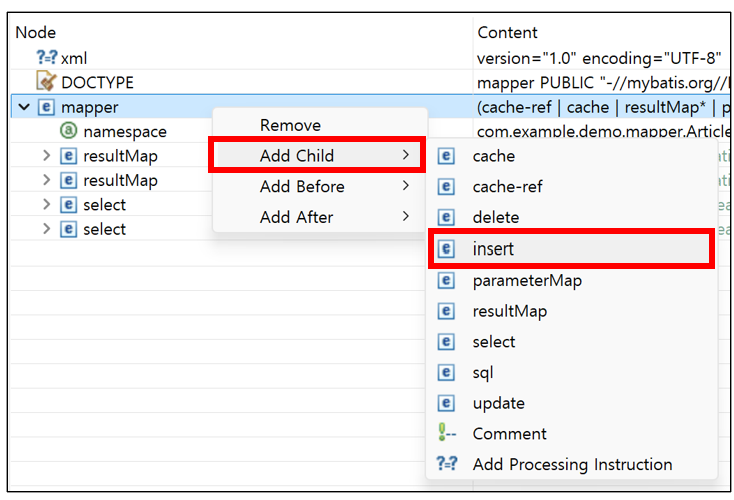 Node Content
?=? xml version="1.0" encoding="UTF-8"
DOCTYPE mapper PUBLIC "-//mybatis.org//
e mapper (cache-ref | cache | resultMap* | p
a namespace com.example.demo.mapper.Article
e resultMap
e resultMap
e select
e select
Remove
Add Child
Add Before
Add After
e cache
e cache-ref
e delete
e insert
e parameterMap
e resultMap
e select
e sql
e update
!-- Comment
?=? Add Processing Instruction